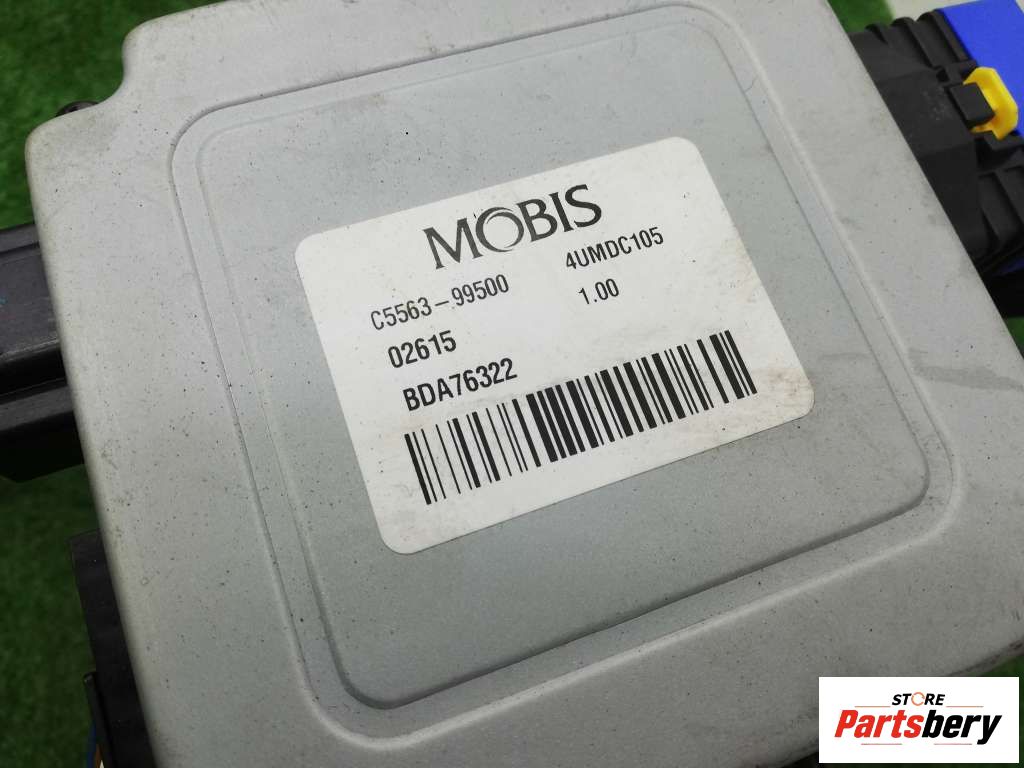 MOBIS
C5563-99500 4UMDC105
02615 1.00
BDA76322
STORE
Partsbery